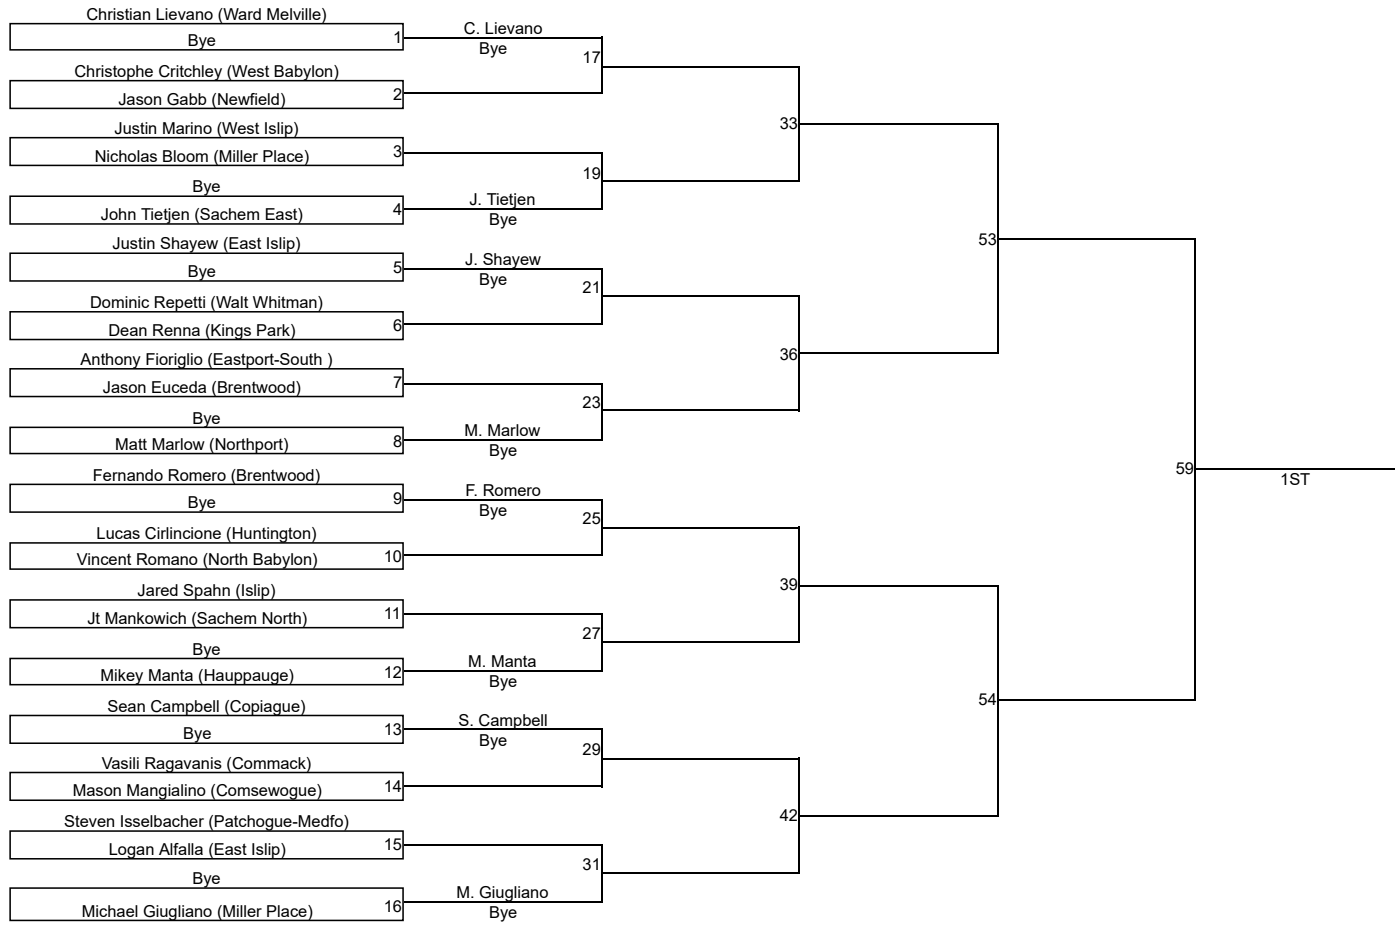 Christian Lievano (Ward Melville)
Bye
1
C. Lievano
Bye
17
Christophe Critchley (West Babylon)
Jason Gabb (Newfield)
2
33
Justin Marino (West Islip)
Nicholas Bloom (Miller Place)
3
19
Bye
John Tietjen (Sachem East)
4
J. Tietjen
Bye
53
Justin Shayew (East Islip)
Bye
5
J. Shayew
Bye
21
Dominic Repetti (Walt Whitman)
Dean Renna (Kings Park)
6
36
Anthony Fioriglio (Eastport-South )
Jason Euceda (Brentwood)
7
23
Bye
Matt Marlow (Northport)
8
M. Marlow
Bye
59
1ST
Fernando Romero (Brentwood)
Bye
9
F. Romero
Bye
25
Lucas Cirlincione (Huntington)
Vincent Romano (North Babylon)
10
39
Jared Spahn (Islip)
Jt Mankowich (Sachem North)
11
27
Bye
Mikey Manta (Hauppauge)
12
M. Manta
Bye
54
Sean Campbell (Copiague)
Bye
13
S. Campbell
Bye
29
Vasili Ragavanis (Commack)
Mason Mangialino (Comsewogue)
14
42
Steven Isselbacher (Patchogue-Medfo)
Logan Alfalla (East Islip)
15
31
Bye
Michael Giugliano (Miller Place)
16
M. Giugliano
Bye